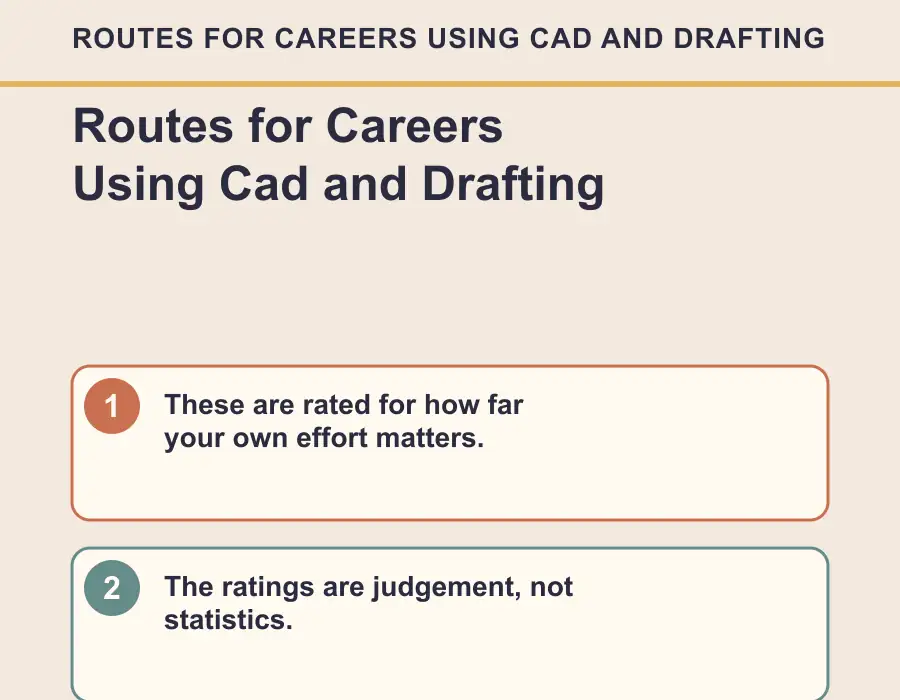 ROUTES FOR CAREERS USING CAD AND DRAFTING
Routes for Careers
Using Cad and Drafting
1
These are rated for how far
your own effort matters.
2
The ratings are judgement, not
statistics.